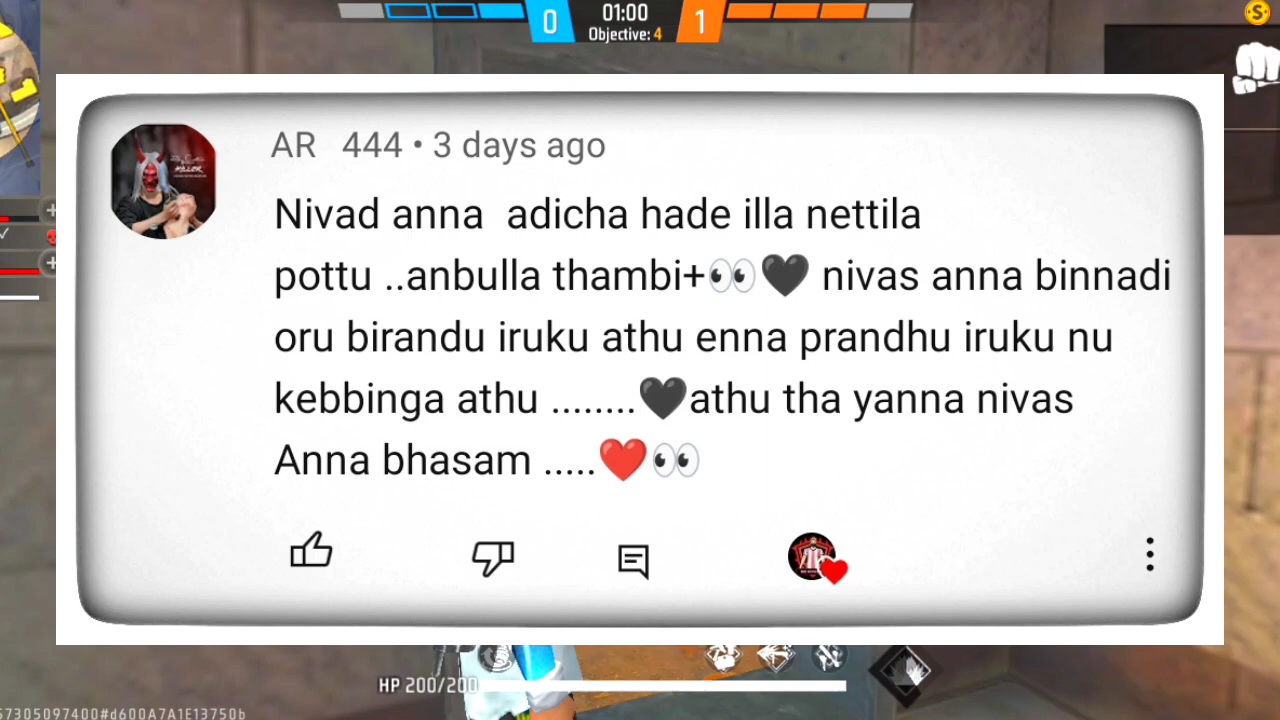 0 01:00 1
Objective: 4
AR 444 • 3 days ago
Nivad anna adicha hade illa nettila
pottu ..anbulla thambi+👀🖤 nivas anna binnadi
oru birandu iruku athu enna prandhu iruku nu
kebbinga athu ........🖤athu tha yanna nivas
Anna bhasam .....❤️👀
HP 200/200
57305097400#d600A7A1E13750b